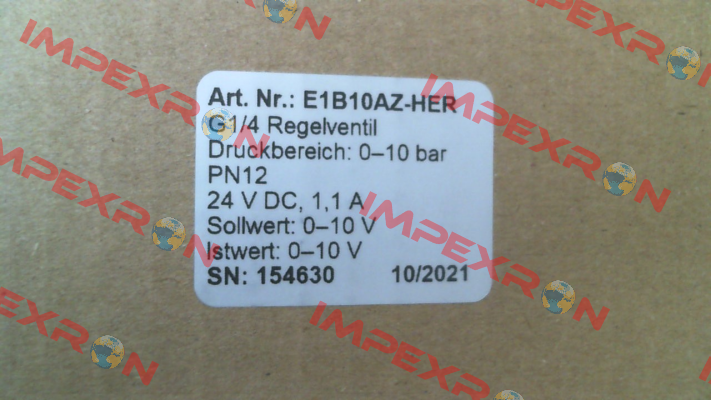 IMPEXRON
IMPEXRON
Art. Nr.: E1B10AZ-HER
G1/4 Regelventil
Druckbereich: 0–10 bar
PN12
24 V DC, 1,1 A
Sollwert: 0–10 V
Istwert: 0–10 V
SN: 154630 10/2021
IMPEXRON
IMPEXRON
IMPEXRON
IMPEXRON